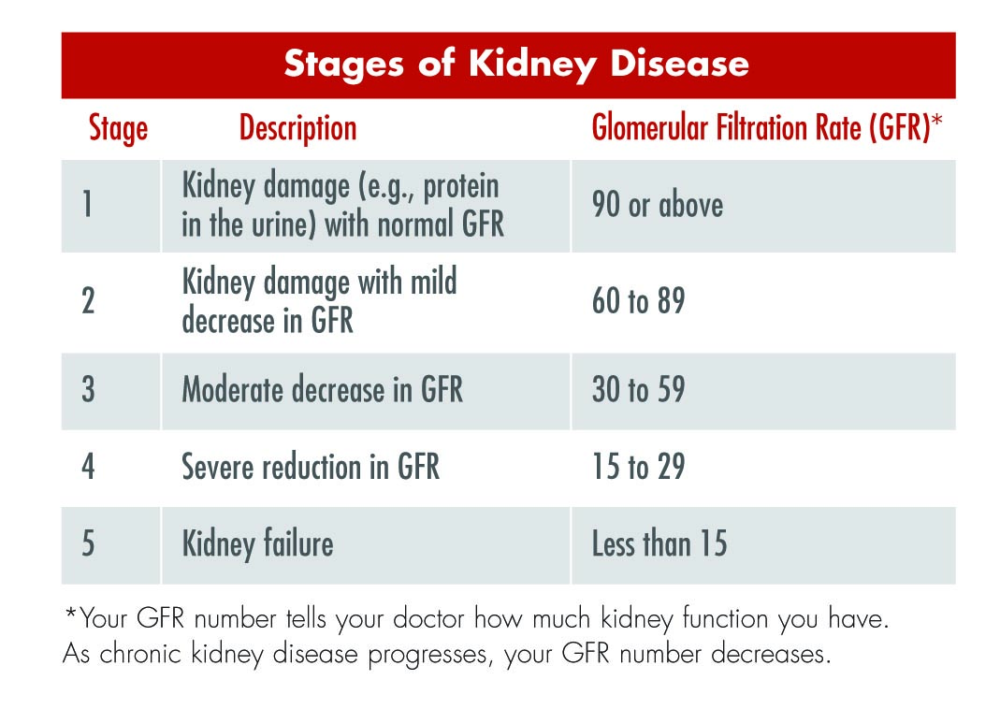 Stages of Kidney Disease
Stage Description Glomerular Filtration Rate (GFR)*
1 Kidney damage (e.g., protein
in the urine) with normal GFR 90 or above
2 Kidney damage with mild
decrease in GFR 60 to 89
3 Moderate decrease in GFR 30 to 59
4 Severe reduction in GFR 15 to 29
5 Kidney failure Less than 15
*Your GFR number tells your doctor how much kidney function you have.
As chronic kidney disease progresses, your GFR number decreases.